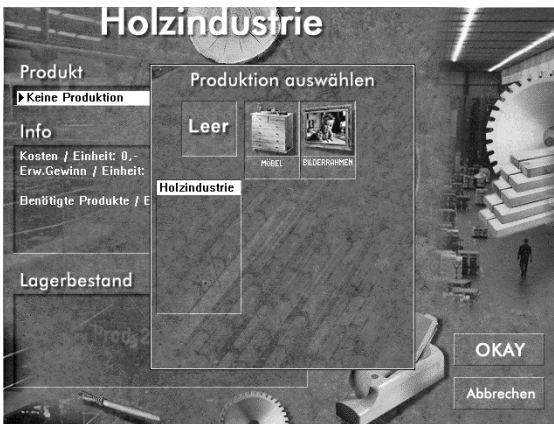 Holzindustrie
Produkt
Keine Produktion
Info
Kosten / Einheit: 0,-
Erw.Gewinn / Einheit:
Benötigte Produkte / E
Lagerbestand
Produktion auswählen
Leer
MÖBEL
BILDERRAHMEN
Holzindustrie
OKAY
Abbrechen